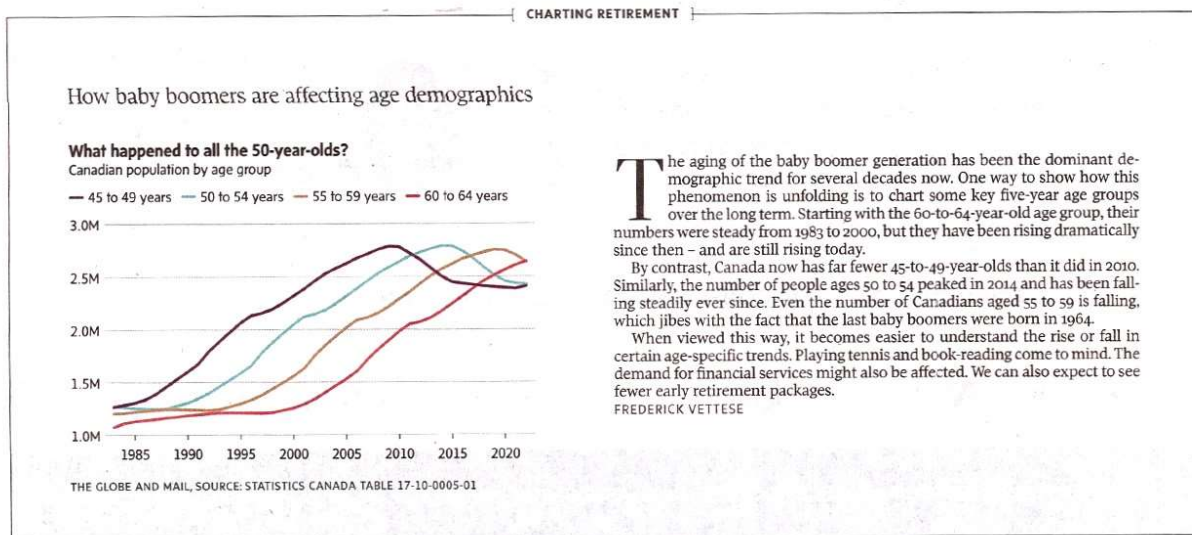 CHARTING RETIREMENT
How baby boomers are affecting age demographics
What happened to all the 50-year-olds?
Canadian population by age group
45 to 49 years 50 to 54 years 55 to 59 years 60 to 64 years
3.0M
2.5M
2.0M
1.5M
1.0M
1985 1990 1995 2000 2005 2010 2015 2020
THE GLOBE AND MAIL, SOURCE: STATISTICS CANADA TABLE 17-10-0005-01
The aging of the baby boomer generation has been the dominant de-
mographic trend for several decades now. One way to show how this
phenomenon is unfolding is to chart some key five-year age groups
over the long term. Starting with the 60-to-64-year-old age group, their
numbers were steady from 1983 to 2000, but they have been rising dramatically
since then – and are still rising today.
By contrast, Canada now has far fewer 45-to-49-year-olds than it did in 2010.
Similarly, the number of people ages 50 to 54 peaked in 2014 and has been fall-
ing steadily ever since. Even the number of Canadians aged 55 to 59 is falling,
which jibes with the fact that the last baby boomers were born in 1964.
When viewed this way, it becomes easier to understand the rise or fall in
certain age-specific trends. Playing tennis and book-reading come to mind. The
demand for financial services might also be affected. We can also expect to see
fewer early retirement packages.
FREDERICK VETTESE